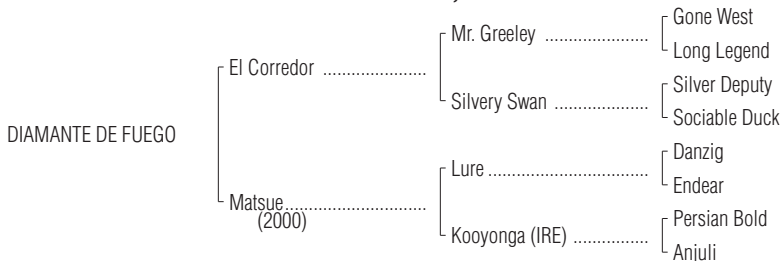 Gone West
Mr. Greeley ........................
Long Legend
El Corredor ........................
Silver Deputy
Silvery Swan ......................
Sociable Duck
DIAMANTE DE FUEGO
Danzig
Lure .....................................
Endear
Matsue ................................
(2000)
Persian Bold
Kooyonga (IRE) .................
Anjuli